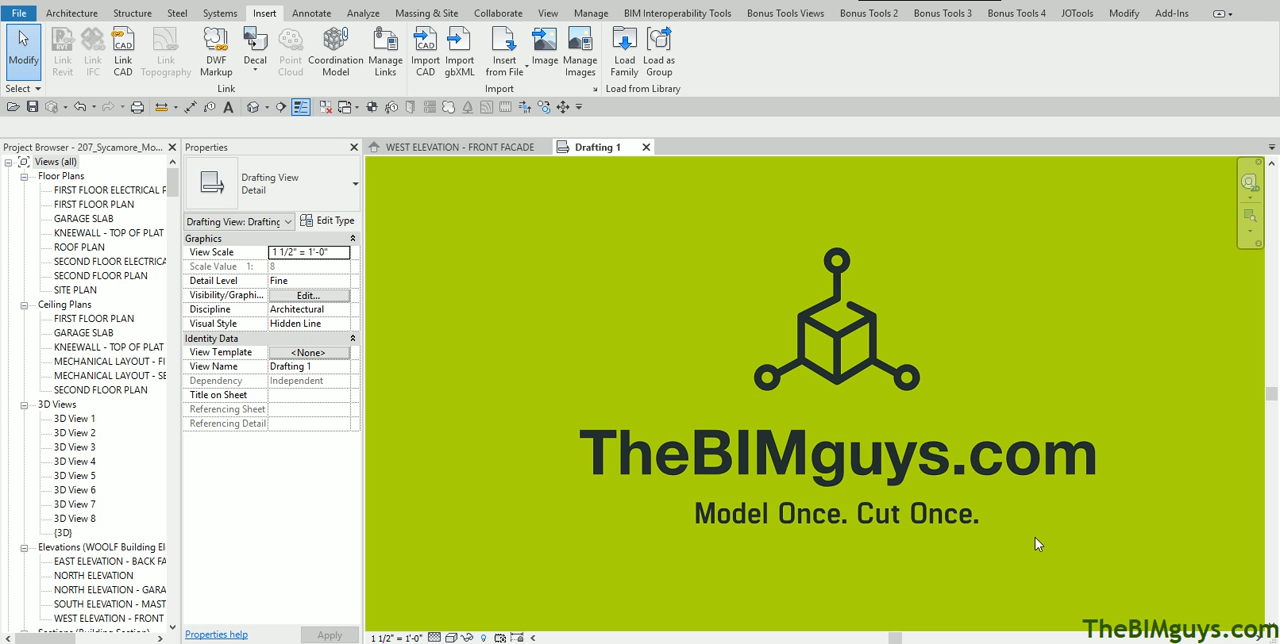 File Architecture Structure Steel Systems Insert Annotate Analyze Massing & Site Collaborate View Manage BIM Interoperability Tools Bonus Tools Views Bonus Tools 2 Bonus Tools 3 Bonus Tools 4 JOTools Modify Add-Ins
Modify
Link Revit
Link IFC
Link CAD
Link Topography
DWF Markup
Decal
Point Cloud
Coordination Model
Manage Links
Import CAD
Import gbXML
Insert from File
Image
Manage Images
Load Family
Load as Group
Select Link Import Load from Library
Project Browser - 207_Sycamore_Mo...
Views (all)
Floor Plans
FIRST FLOOR ELECTRICAL F
FIRST FLOOR PLAN
GARAGE SLAB
KNEEWALL - TOP OF PLAT
ROOF PLAN
SECOND FLOOR ELECTRICA
SECOND FLOOR PLAN
SITE PLAN
Ceiling Plans
FIRST FLOOR PLAN
GARAGE SLAB
KNEEWALL - TOP OF PLAT
MECHANICAL LAYOUT - FI
MECHANICAL LAYOUT - SE
SECOND FLOOR PLAN
3D Views
3D View 1
3D View 2
3D View 3
3D View 4
3D View 5
3D View 6
3D View 7
3D View 8
{3D}
Elevations (WOOLF Building El
EAST ELEVATION - BACK FA
NORTH ELEVATION
NORTH ELEVATION - GARA
SOUTH ELEVATION - MAST
WEST ELEVATION - FRONT
Properties
Drafting View
Detail
Drafting View: Drafting Edit Type
Graphics
View Scale 1 1/2" = 1'-0"
Scale Value 1: 8
Detail Level Fine
Visibility/Graphi... Edit...
Discipline Architectural
Visual Style Hidden Line
Identity Data
View Template <None>
View Name Drafting 1
Dependency Independent
Title on Sheet
Referencing Sheet
Referencing Detail
Properties help Apply
WEST ELEVATION - FRONT FACADE Drafting 1
TheBIMguys.com
Model Once. Cut Once.
1 1/2" = 1'-0"
TheBIMguys.com